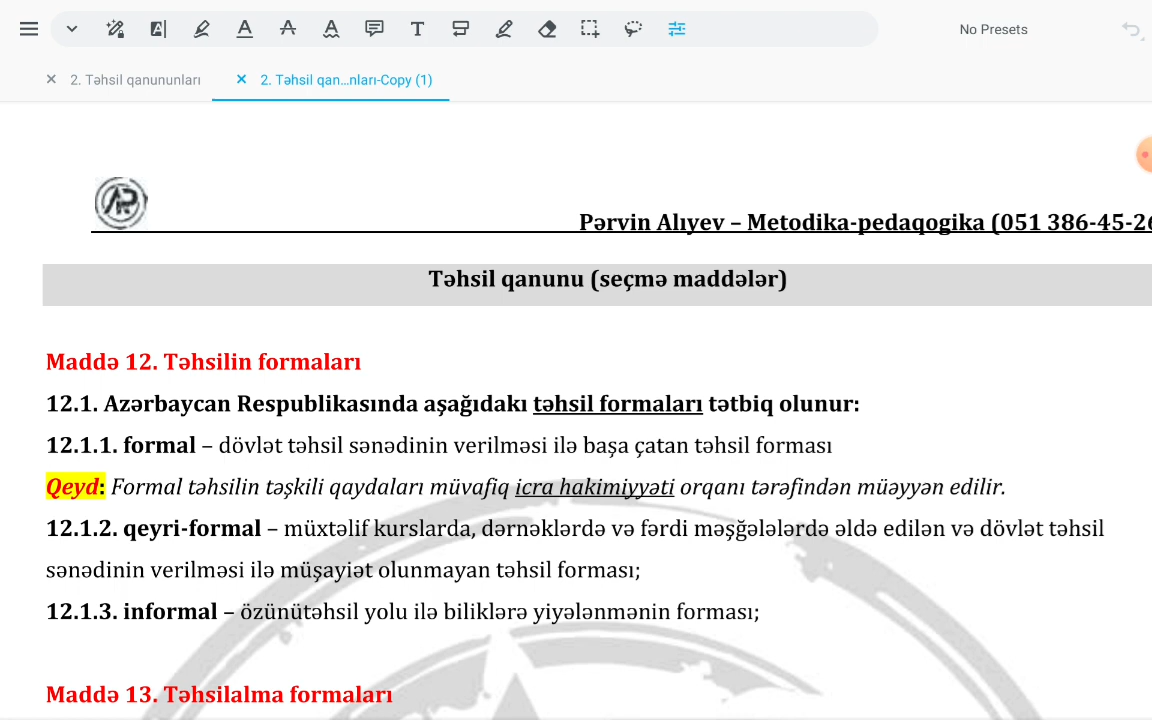 No Presets
2. Təhsil qanununları
2. Təhsil qan...nları-Copy (1)
Pərvin Alıyev – Metodika-pedaqogika (051 386-45-26
Təhsil qanunu (seçmə maddələr)
Maddə 12. Təhsilin formaları
12.1. Azərbaycan Respublikasında aşağıdakı təhsil formaları tətbiq olunur:
12.1.1. formal – dövlət təhsil sənədinin verilməsi ilə başa çatan təhsil forması
Qeyd: Formal təhsilin təşkili qaydaları müvafiq icra hakimiyyəti orqanı tərəfindən müəyyən edilir.
12.1.2. qeyri-formal – müxtəlif kurslarda, dərnəklərdə və fərdi məşğələlərdə əldə edilən və dövlət təhsil
sənədinin verilməsi ilə müşayiət olunmayan təhsil forması;
12.1.3. informal – özünütəhsil yolu ilə biliklərə yiyələnmənin forması;
Maddə 13. Təhsilalma formaları